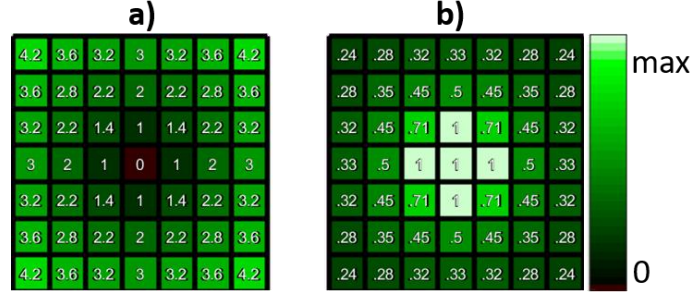 a) b)
4.2 3.6 3.2 3 3.2 3.6 4.2 .24 .28 .32 .33 .32 .28 .24 max
3.6 2.8 2.2 2 2.2 2.8 3.6 .28 .35 .45 .5 .45 .35 .28
3.2 2.2 1.4 1 1.4 2.2 3.2 .32 .45 .71 1 .71 .45 .32
3 2 1 0 1 2 3 .33 .5 1 1 1 .5 .33
3.2 2.2 1.4 1 1.4 2.2 3.2 .32 .45 .71 1 .71 .45 .32
3.6 2.8 2.2 2 2.2 2.8 3.6 .28 .35 .45 .5 .45 .35 .28
4.2 3.6 3.2 3 3.2 3.6 4.2 .24 .28 .32 .33 .32 .28 .24 0